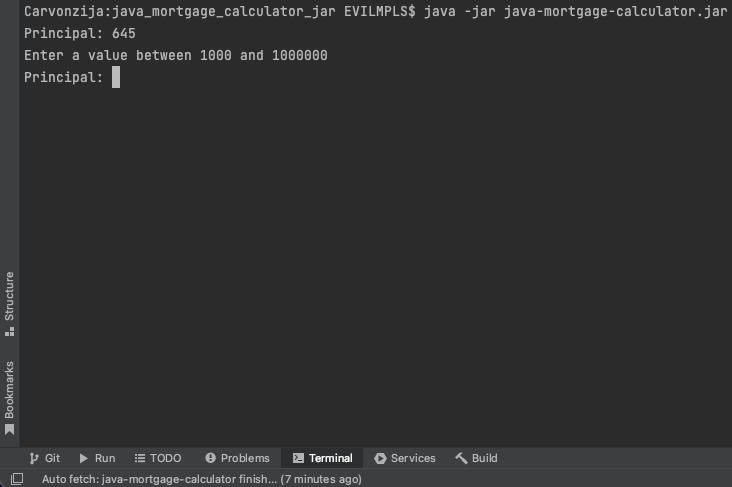 Carvonzija:java_mortgage_calculator_jar EVILMPLS$ java -jar java-mortgage-calculator.jar
Principal: 645
Enter a value between 1000 and 1000000
Principal:
Structure
Bookmarks
Git Run TODO Problems Terminal Services Build
Auto fetch: java-mortgage-calculator finish... (7 minutes ago)